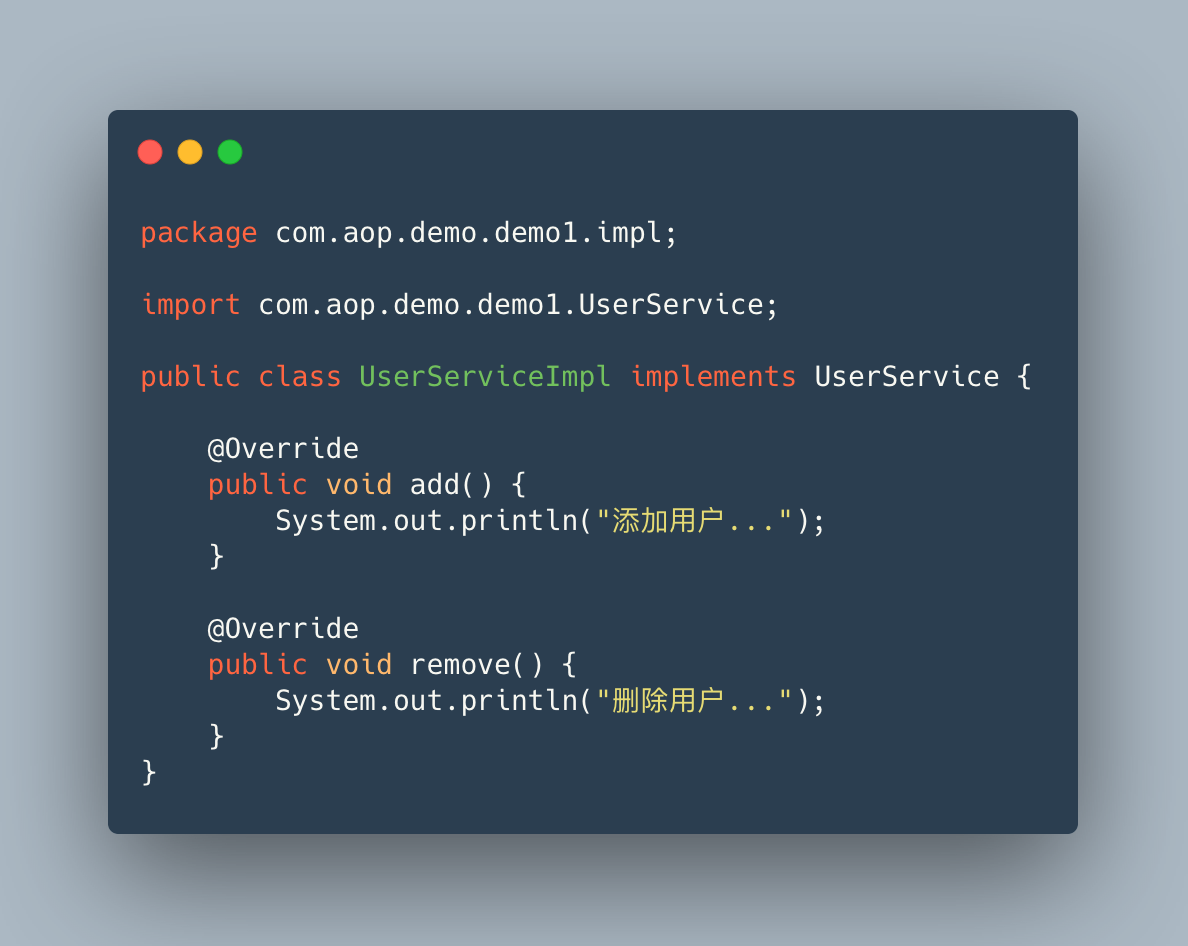 package com.aop.demo.demo1.impl;
import com.aop.demo.demo1.UserService;
public class UserServiceImpl implements UserService {
@Override
public void add() {
System.out.println("添加用户...");
}
@Override
public void remove() {
System.out.println("删除用户...");
}
}